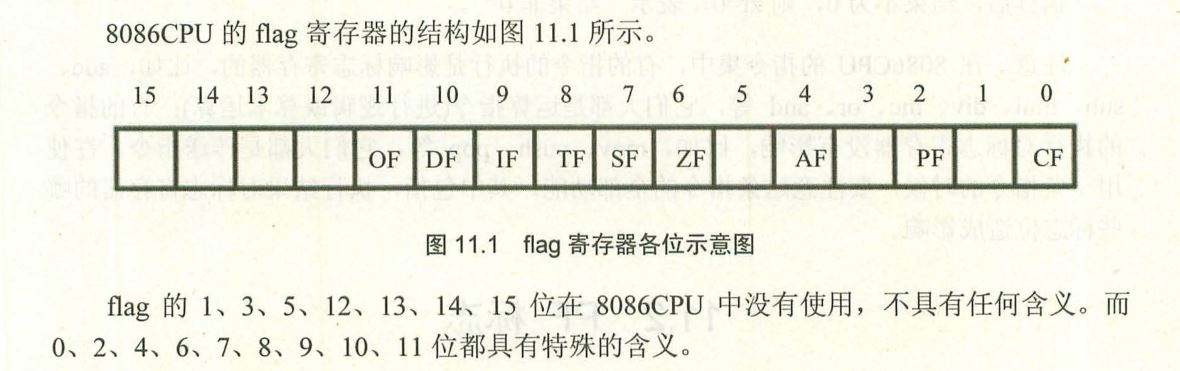 8086CPU 的 flag 寄存器的结构如图 11.1 所示。
15 14 13 12 11 10 9 8 7 6 5 4 3 2 1 0
OF DF IF TF SF ZF AF PF CF
图 11.1 flag 寄存器各位示意图
flag 的 1、3、5、12、13、14、15 位在 8086CPU 中没有使用，不具有任何含义。而
0、2、4、6、7、8、9、10、11 位都具有特殊的含义。